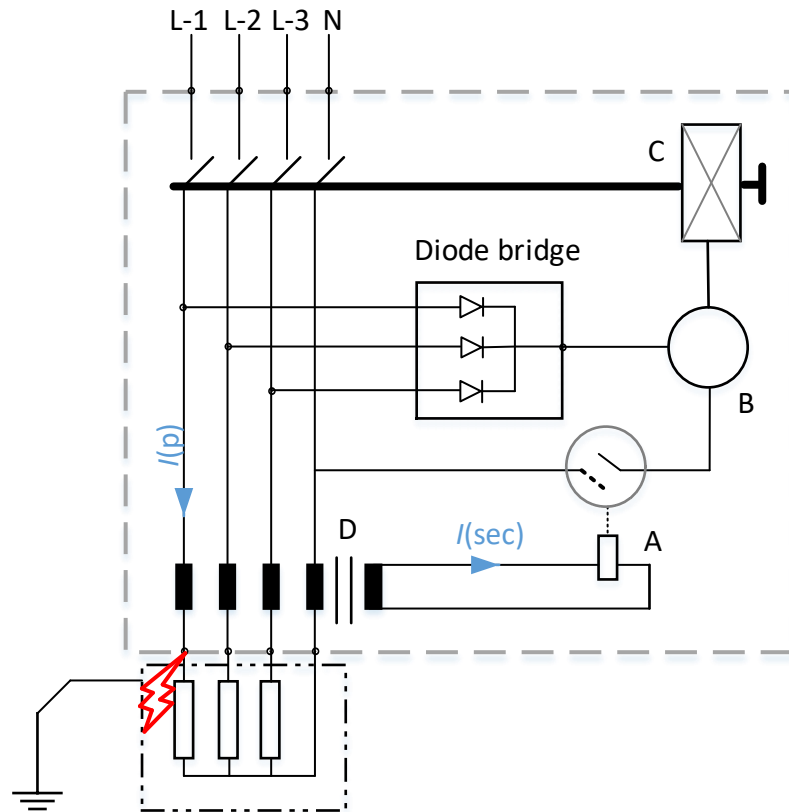 L-1 L-2 L-3 N
C
Diode bridge
B
I(p)
D
I(sec)
A